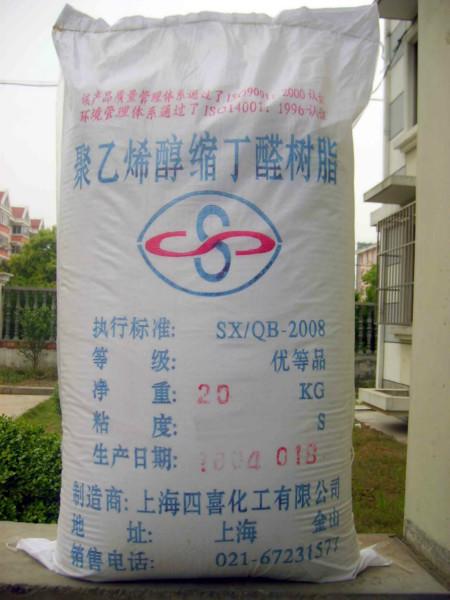 该产品质量管理体系通过了ISO9001:2000认证
环境管理体系通过了ISO14001:1996认证
聚乙烯醇缩丁醛树脂
执行标准: SX/QB-2008
等级: 优等品
净重: 20 KG
粘度: S
生产日期: 1004 018
制造商: 上海四喜化工有限公司
地址: 上海 金山
销售电话: 021-6723157